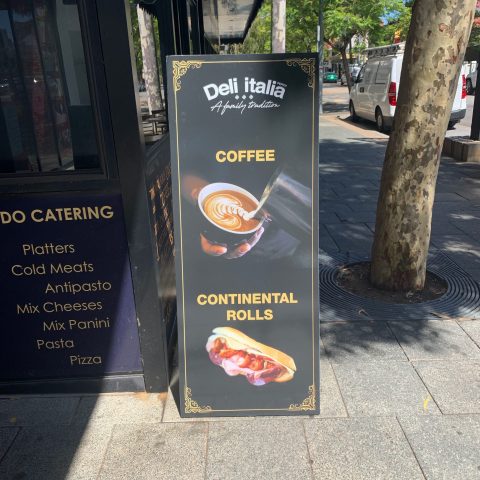 DO CATERING
Platters
Cold Meats
Antipasto
Mix Cheeses
Mix Panini
Pasta
Pizza
Deli italia
A family tradition
COFFEE
CONTINENTAL
ROLLS